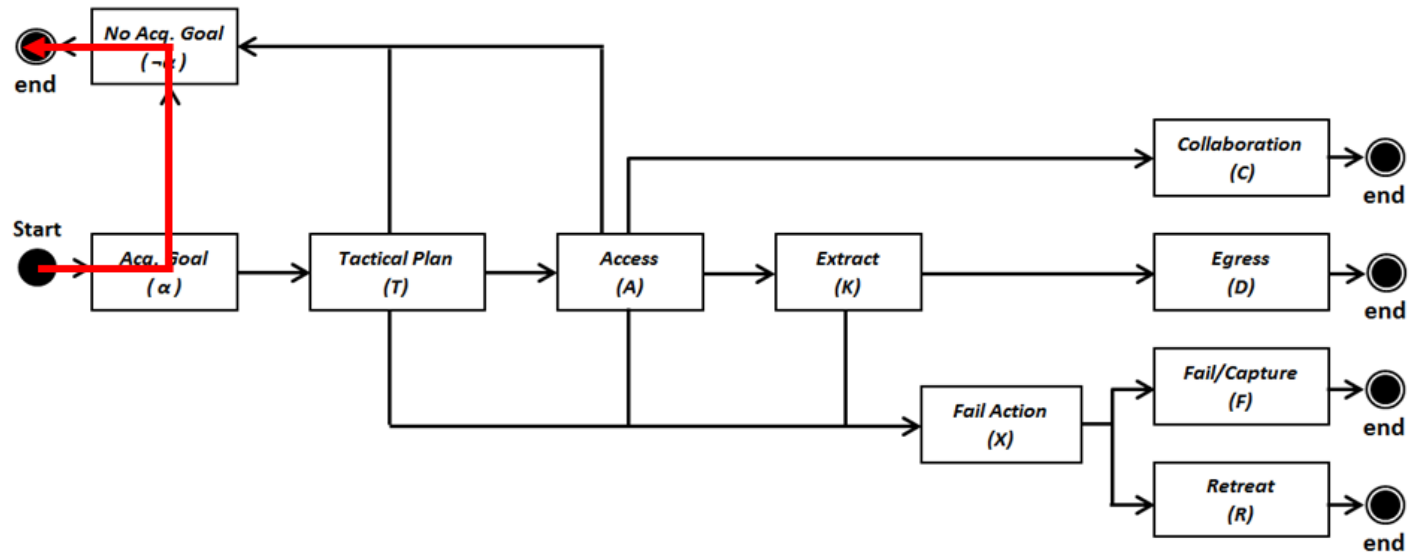 No Acq. Goal
(¬α)
end
Collaboration
(C)
end
Start
Acq. Goal
(α)
Tactical Plan
(T)
Access
(A)
Extract
(K)
Egress
(D)
end
Fail/Capture
(F)
end
Fail Action
(X)
Retreat
(R)
end